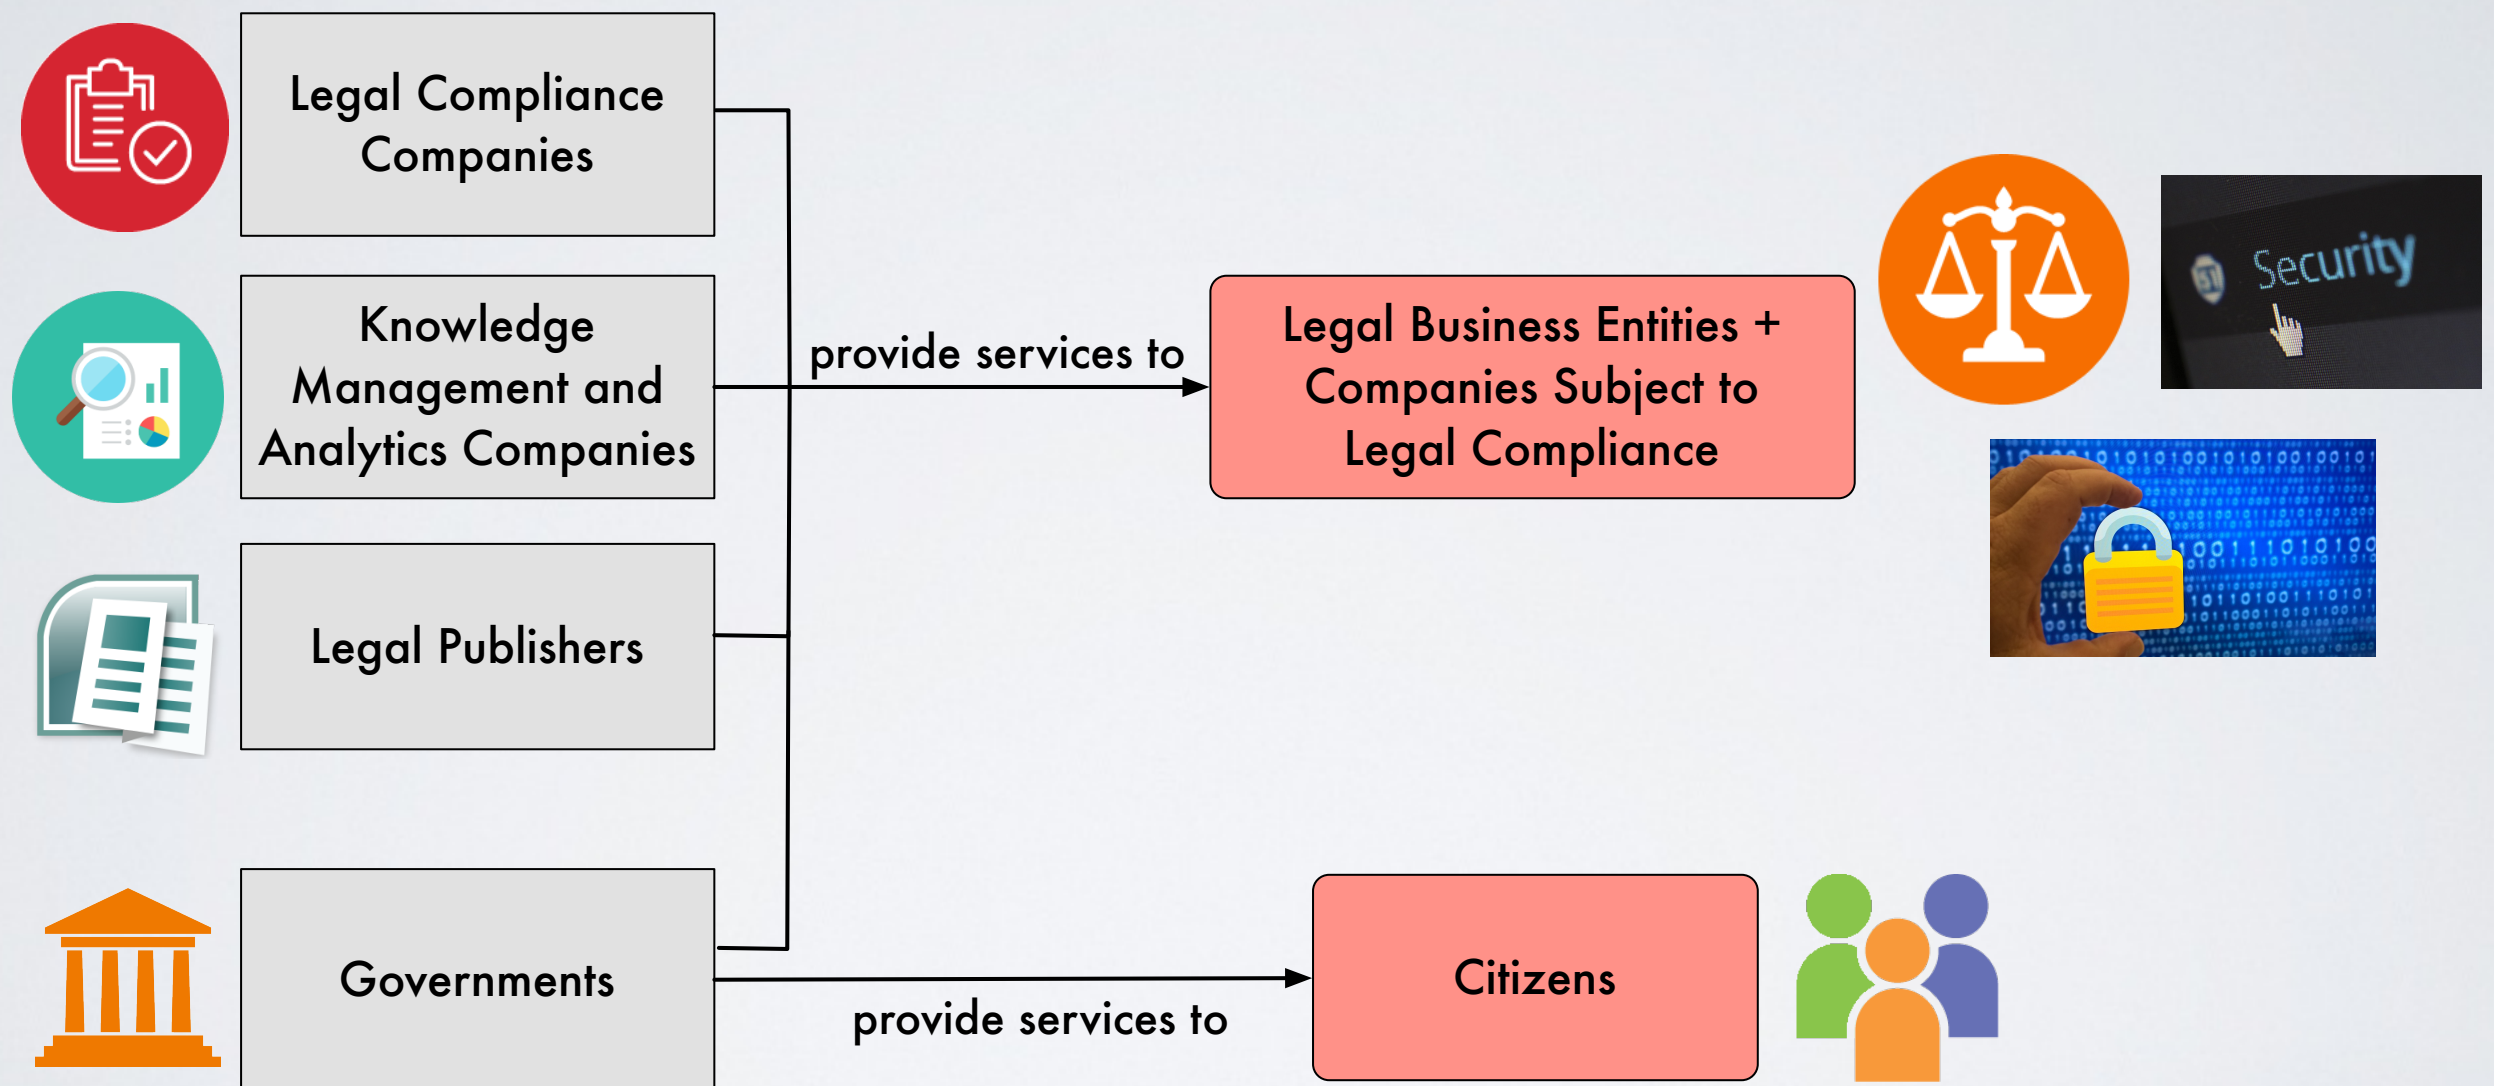 Legal Compliance
Companies
Knowledge
Management and
Analytics Companies
provide services to
Legal Business Entities +
Companies Subject to
Legal Compliance
Security
Legal Publishers
Governments
provide services to
Citizens